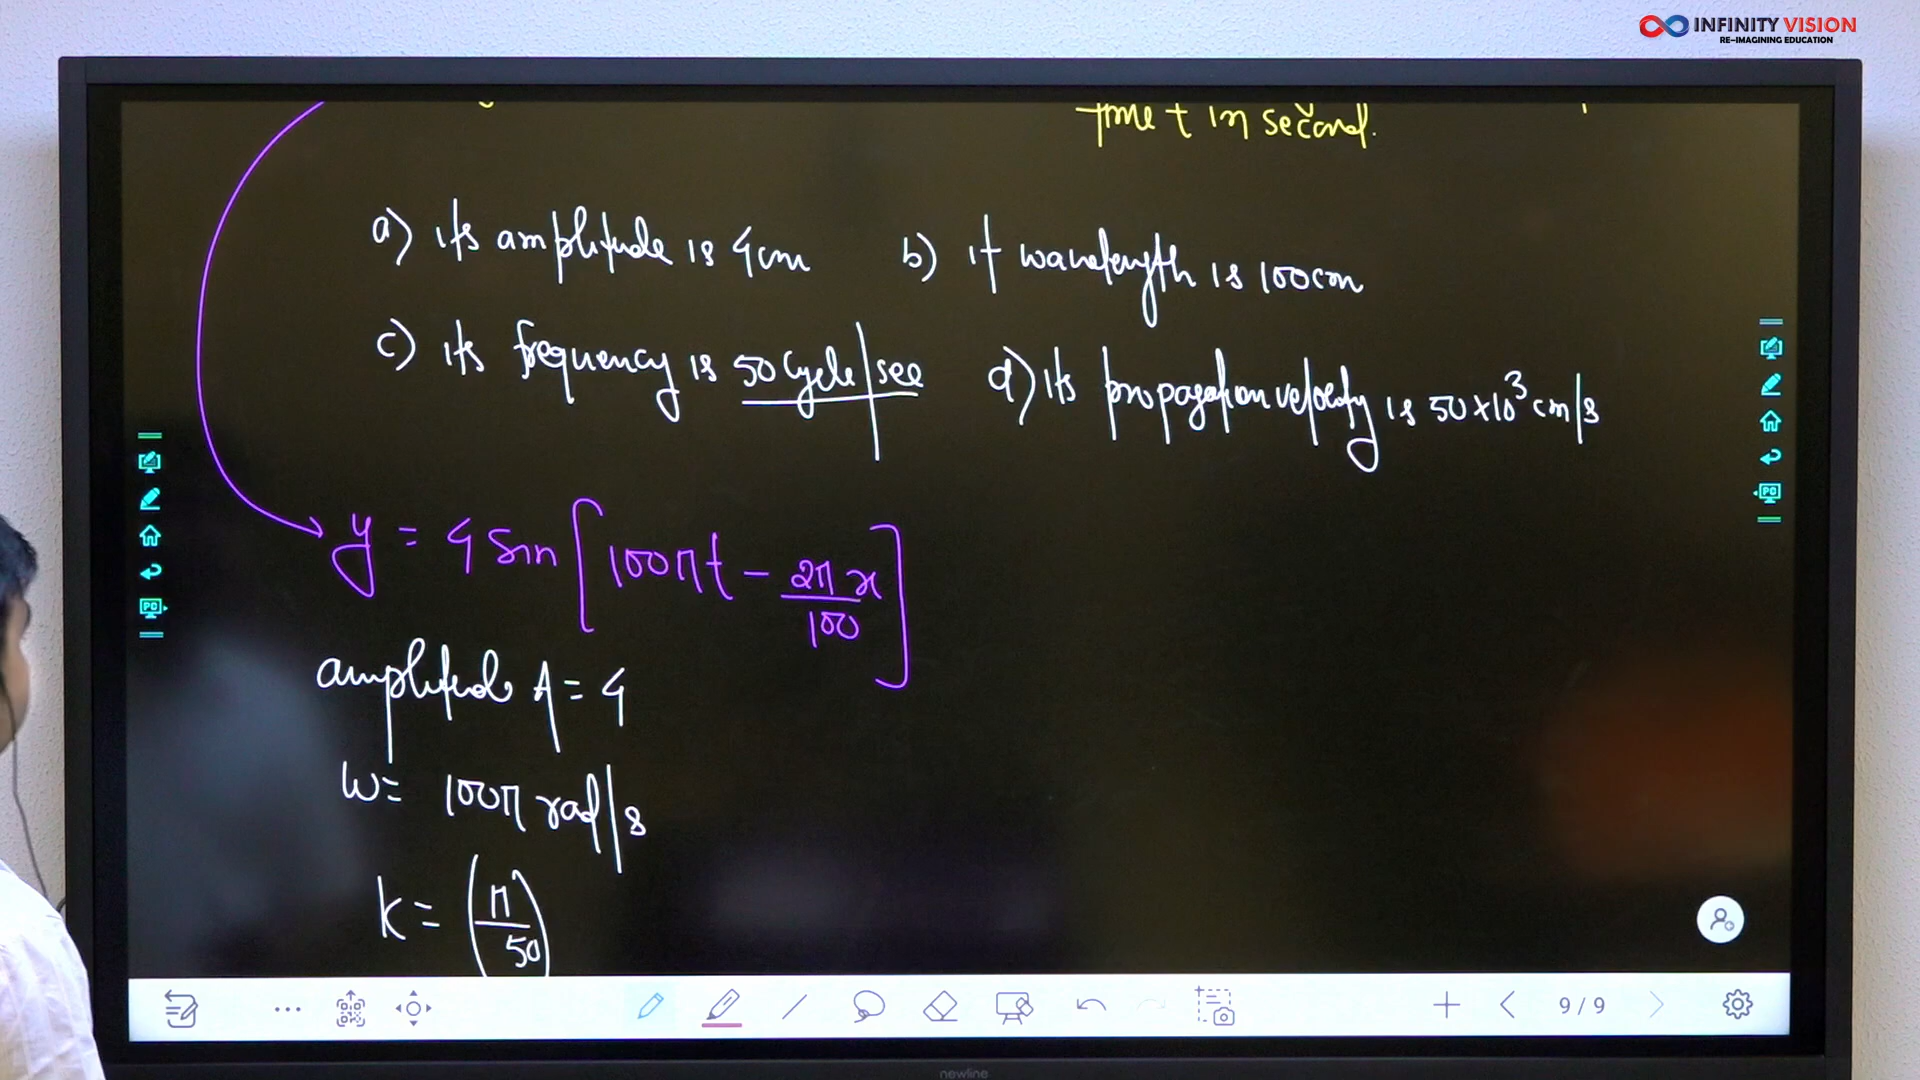 INFINITY VISION
RE-IMAGINING EDUCATION
time t in second.
a) its amplitude is 4cm b) it wavelength is 100cm
c) its frequency is 50 cycle/sec d) its propagation velocity is 50×10³ cm/s
y = 4 sin [100πt - 2πx/100]
amplitude A = 4
ω = 100π rad/s
k = (π/50)
9/9
newline